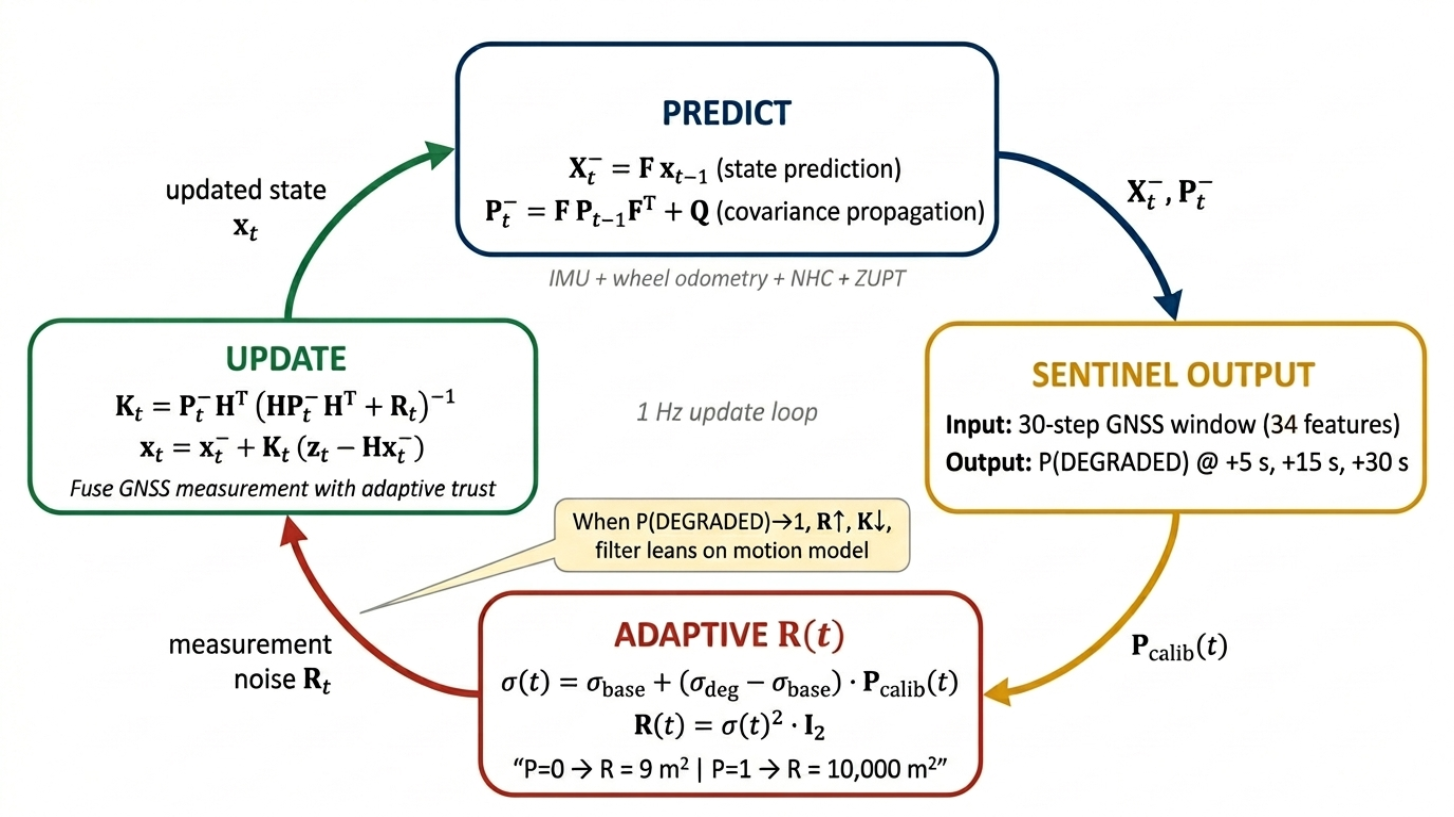 PREDICT
X_t^− = F x_{t−1} (state prediction)
P_t^− = F P_{t−1} F^T + Q (covariance propagation)
IMU + wheel odometry + NHC + ZUPT
updated state
x_t
X_t^−, P_t^−
UPDATE
K_t = P_t^− H^T (HP_t^− H^T + R_t)^{−1}
x_t = x_t^− + K_t (z_t − Hx_t^−)
Fuse GNSS measurement with adaptive trust
1 Hz update loop
SENTINEL OUTPUT
Input: 30-step GNSS window (34 features)
Output: P(DEGRADED) @ +5 s, +15 s, +30 s
When P(DEGRADED)→1, R↑, K↓,
filter leans on motion model
measurement
noise R_t
ADAPTIVE R(t)
σ(t) = σ_base + (σ_deg − σ_base) · P_calib(t)
R(t) = σ(t)² · I₂
“P=0 → R = 9 m² | P=1 → R = 10,000 m²”
P_calib(t)